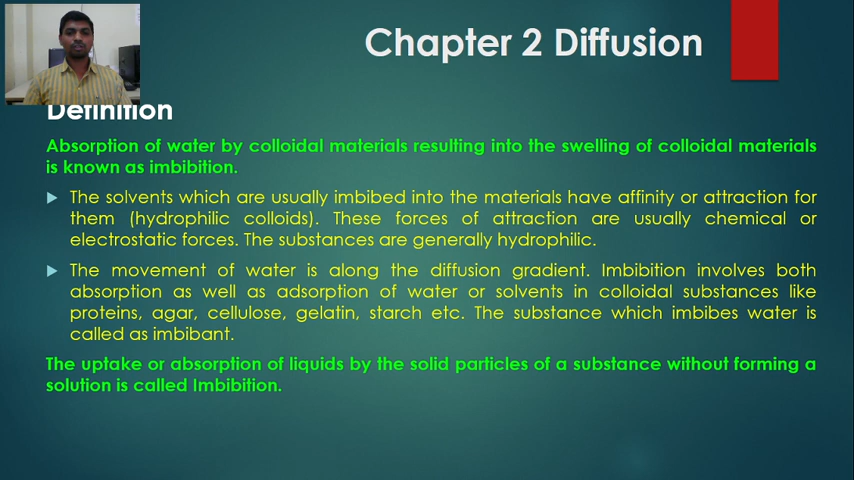 Chapter 2 Diffusion
Definition
Absorption of water by colloidal materials resulting into the swelling of colloidal materials
is known as imbibition.
The solvents which are usually imbibed into the materials have affinity or attraction for
them (hydrophilic colloids). These forces of attraction are usually chemical or
electrostatic forces. The substances are generally hydrophilic.
The movement of water is along the diffusion gradient. Imbibition involves both
absorption as well as adsorption of water or solvents in colloidal substances like
proteins, agar, cellulose, gelatin, starch etc. The substance which imbibes water is
called as imbibant.
The uptake or absorption of liquids by the solid particles of a substance without forming a
solution is called Imbibition.